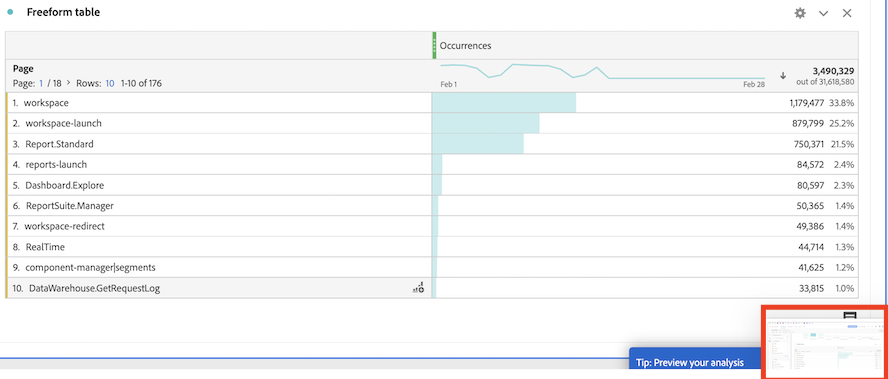 Freeform table
Occurrences
Page
Page: 1 / 18 > Rows: 10 1-10 of 176
Feb 1
Feb 28
3,490,329
out of 31,618,580
1. workspace 1,179,477 33.8%
2. workspace-launch 879,799 25.2%
3. Report.Standard 750,371 21.5%
4. reports-launch 84,572 2.4%
5. Dashboard.Explore 80,597 2.3%
6. ReportSuite.Manager 50,365 1.4%
7. workspace-redirect 49,386 1.4%
8. RealTime 44,714 1.3%
9. component-manager|segments 41,625 1.2%
10. DataWarehouse.GetRequestLog 33,815 1.0%
Tip: Preview your analysis